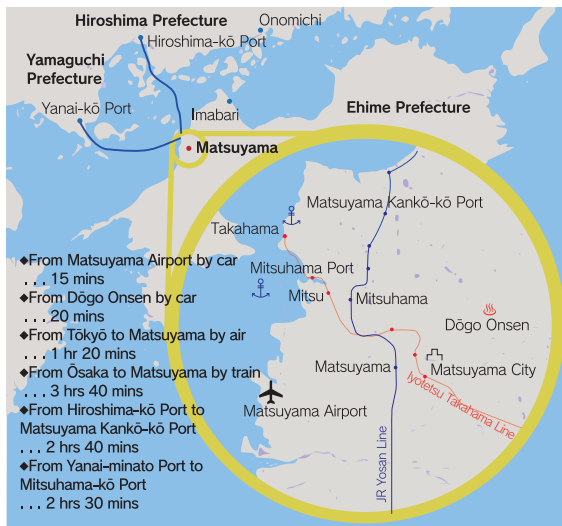 Hiroshima Prefecture
Onomichi
Hiroshima-kō Port
Yamaguchi
Prefecture
Yanai-kō Port
Imabari
Ehime Prefecture
Matsuyama
Matsuyama Kankō-kō Port
Takahama
Mitsuhama Port
Mitsu
Mitsuhama
Dōgo Onsen
Matsuyama
Matsuyama City
Iyotetsu Takahama Line
Matsuyama Airport
JR Yosan Line
◆From Matsuyama Airport by car
. . . 15 mins
◆From Dōgo Onsen by car
. . . 20 mins
◆From Tōkyō to Matsuyama by air
. . . 1 hr 20 mins
◆From Ōsaka to Matsuyama by train
. . . 3 hrs 40 mins
◆From Hiroshima-kō Port to
Matsuyama Kankō-kō Port
. . . 2 hrs 40 mins
◆From Yanai-minato Port to
Mitsuhama-kō Port
. . . 2 hrs 30 mins